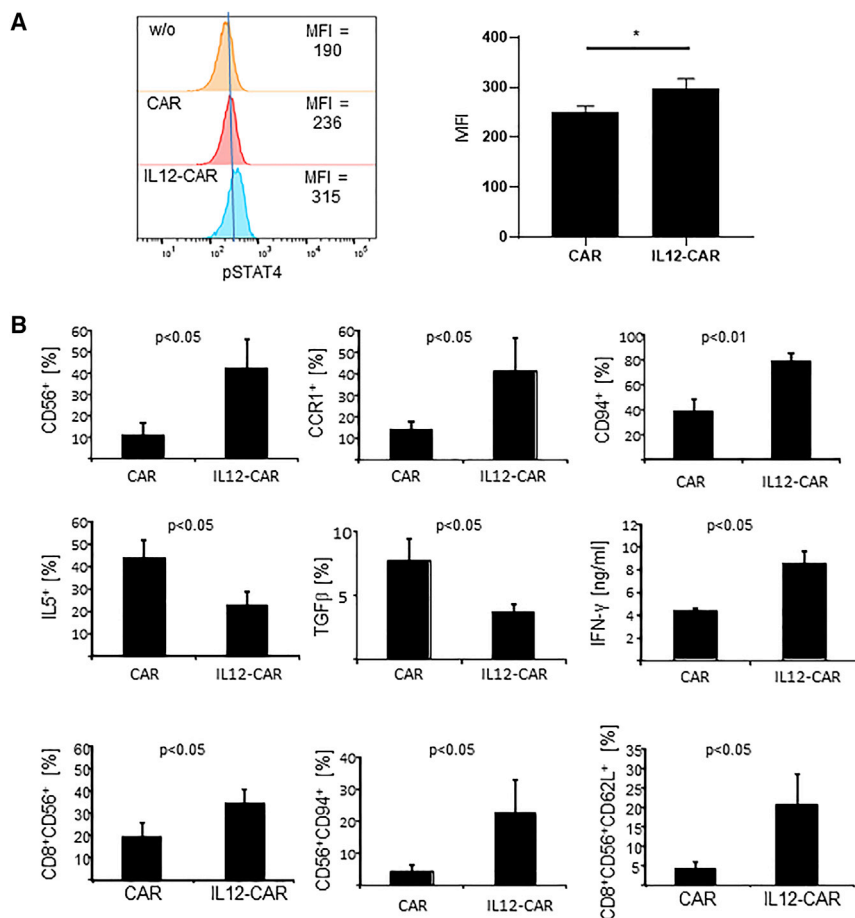 A
w/o
MFI =
190
CAR
MFI =
236
IL12-CAR
MFI =
315
10¹ 10² 10³ 10⁴ 10⁵
pSTAT4
*
MFI
400
300
200
100
0
CAR IL12-CAR
B
p<0.05
CD56⁺ [%]
60
50
40
30
20
10
CAR IL12-CAR
p<0.05
CCR1⁺ [%]
60
50
40
30
20
10
CAR IL12-CAR
p<0.01
CD94⁺ [%]
100
80
60
40
20
CAR IL12-CAR
p<0.05
IL5⁺ [%]
60
50
40
30
20
10
CAR IL12-CAR
p<0.05
TGFβ [%]
10
5
CAR IL12-CAR
p<0.05
IFN-γ [ng/ml]
12
10
8
6
4
2
CAR IL12-CAR
p<0.05
CD8⁺CD56⁺ [%]
60
50
40
30
20
10
CAR IL12-CAR
p<0.05
CD56⁺CD94⁺ [%]
40
30
20
10
CAR IL12-CAR
p<0.05
CD8⁺CD56⁺CD62L⁺ [%]
35
30
25
20
15
10
5
CAR IL12-CAR